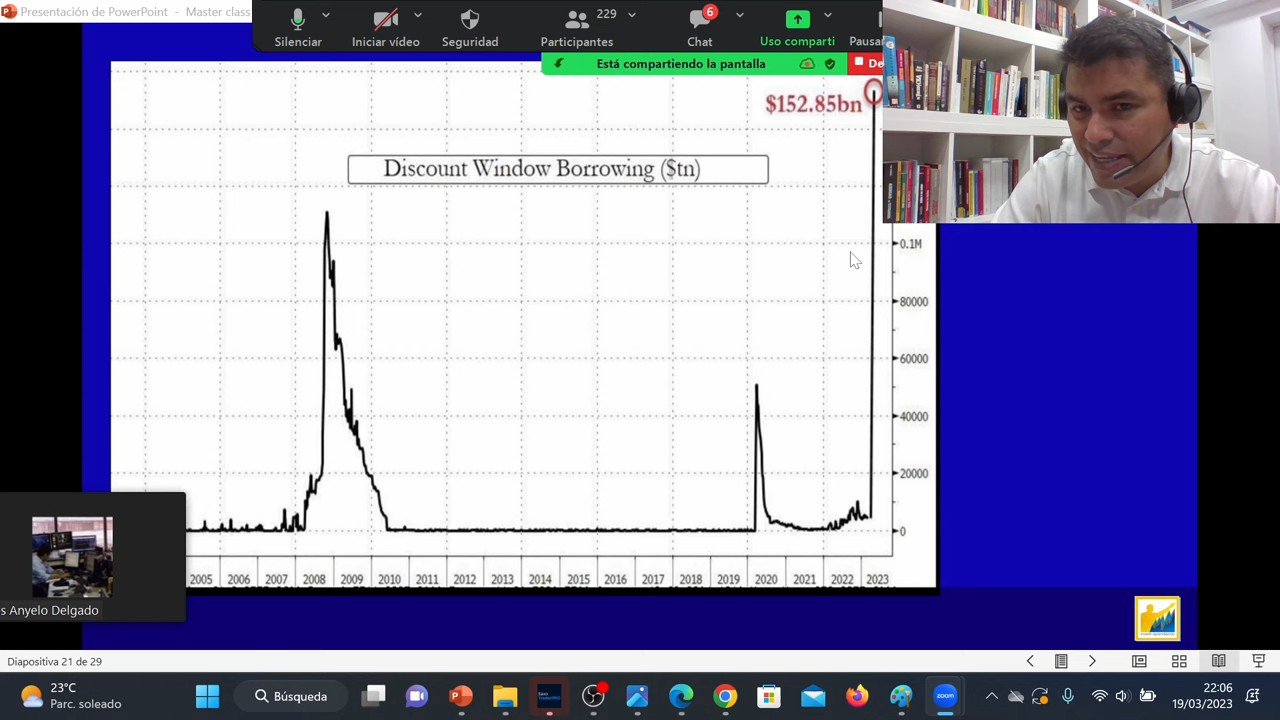 Presentación de PowerPoint - Master class
Silenciar
Iniciar vídeo
Seguridad
229
Participantes
6
Chat
Uso comparti
Pausar
Está compartiendo la pantalla
De
$152.85bn
Discount Window Borrowing ($tn)
0.1M
80000
60000
40000
20000
0
2005 2006 2007 2008 2009 2010 2011 2012 2013 2014 2015 2016 2017 2018 2019 2020 2021 2022 2023
s Anyelo Delgado
Diapositiva 21 de 29
23°C
Parc. soleado
Búsqueda
zoom
22:06
19/03/2023